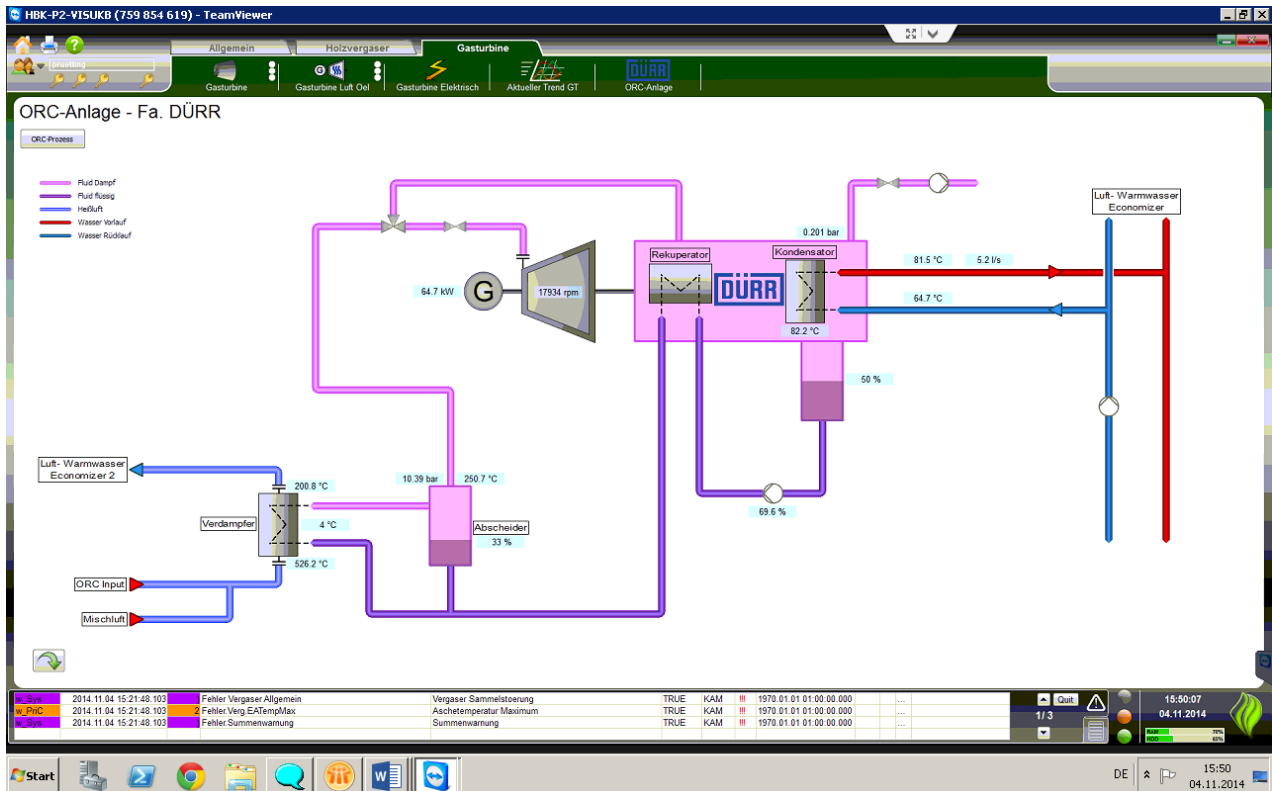 HBK-P2-VISUKB (759 854 619) - TeamViewer
Allgemein
Holzvergaser
Gasturbine
pruetting
Gasturbine
Gasturbine Luft Oel
Gasturbine Elektrisch
Aktueller Trend GT
DÜRR
ORC-Anlage
ORC-Anlage - Fa. DÜRR
ORC-Prozess
Fluid Dampf
Fluid flüssig
Heißluft
Wasser Vorlauf
Wasser Rücklauf
Luft- Warmwasser
Economizer
0.201 bar
Rekuperator
Kondensator
81.5 °C
5.2 l/s
DÜRR
64.7 kW
G
17934 rpm
64.7 °C
82.2 °C
50 %
Luft- Warmwasser
Economizer 2
10.39 bar
250.7 °C
200.8 °C
69.6 %
Verdampfer
4 °C
Abscheider
33 %
526.2 °C
ORC Input
Mischluft
w_Sys 2014.11.04 15:21:48.103 Fehler Vergaser Allgemein Vergaser Sammelstoerung TRUE KAM !!! 1970.01.01 01:00:00.000 ...
w_PriC 2014.11.04 15:21:48.103 2 Fehler.Verg.EATempMax Aschetemperatur Maximum TRUE KAM !!! 1970.01.01 01:00:00.000 ...
w_Sys 2014.11.04 15:21:48.103 Fehler.Summenwarnung Summenwarnung TRUE KAM !!! 1970.01.01 01:00:00.000 ...
Quit
1/ 3
15:50:07
04.11.2014
RAM 70%
HDD 61%
Start
W
DE
15:50
04.11.2014